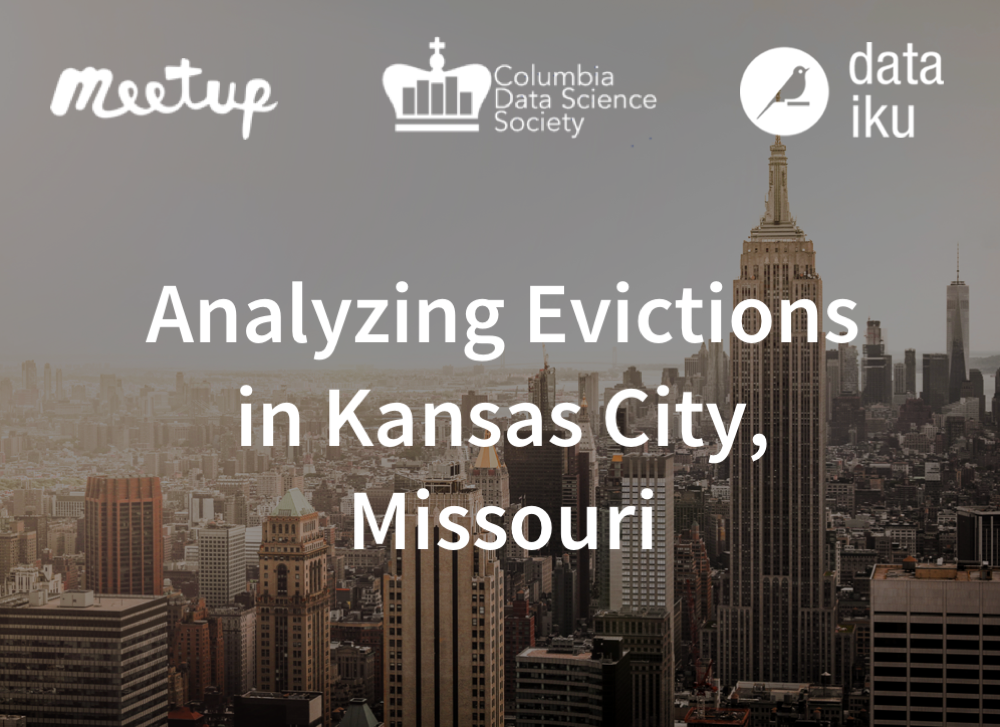 meetup
Columbia
Data Science
Society
data
iku
Analyzing Evictions
in Kansas City,
Missouri